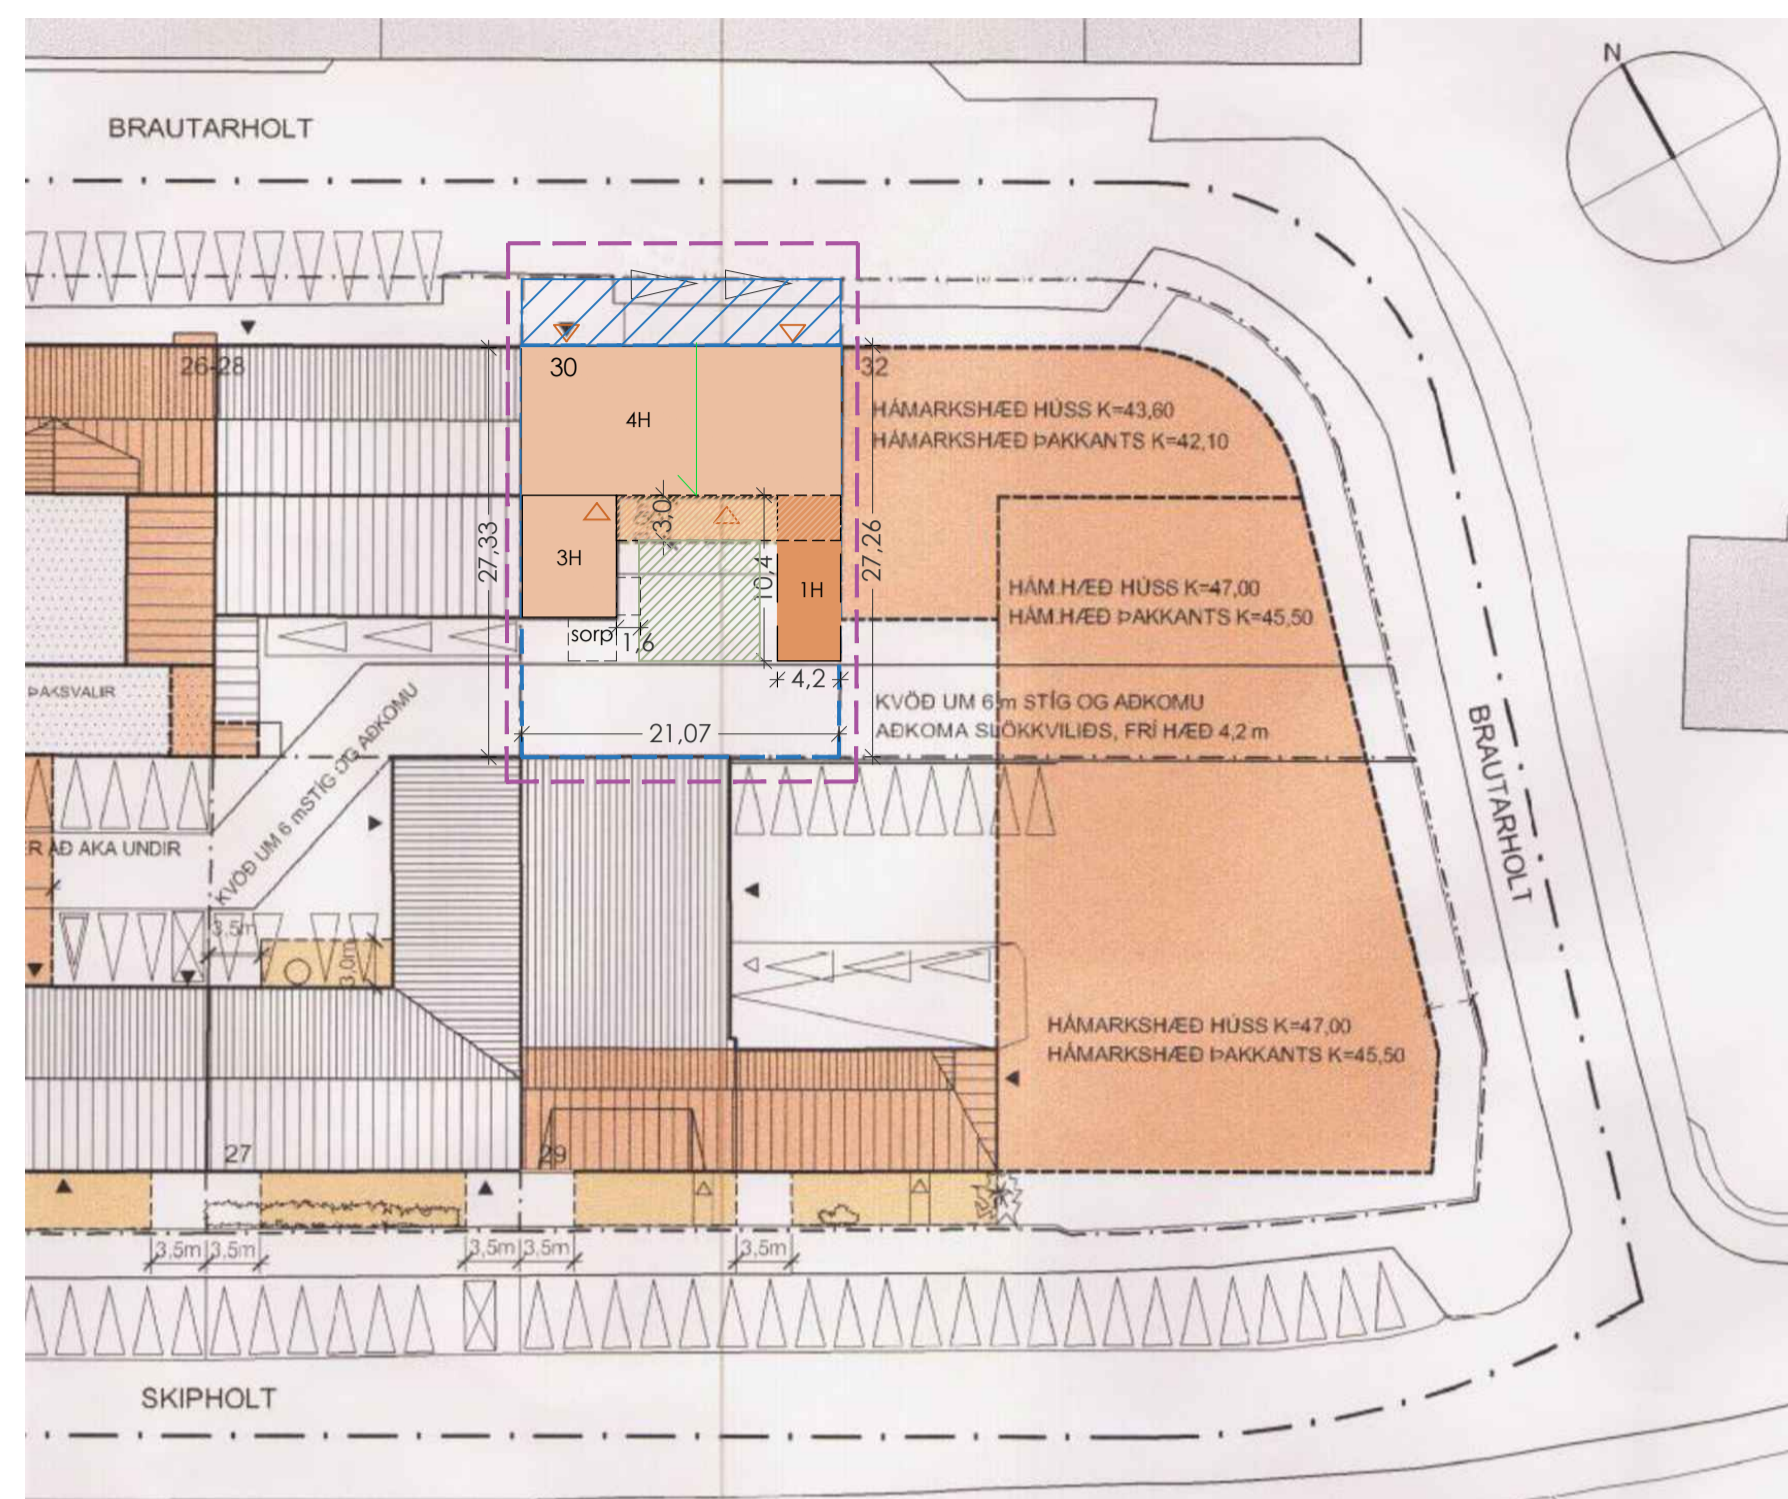 N
BRAUTARHOLT
26-28
30
32
4H
HÁMARKSHÆÐ HÚSS K=43,60
HÁMARKSHÆÐ ÞAKKANTS K=42,10
3,0
27,33
3H
10,4
1H
27,26
HÁM.HÆÐ HÚSS K=47,00
HÁM.HÆÐ ÞAKKANTS K=45,50
sorp
1,6
4,2
ÞAKSVALIR
KVÖÐ UM 6 m STÍG OG AÐKOMU
AÐKOMA SLÖKKVILIÐS, FRÍ HÆÐ 4,2 m
21,07
KVÖÐ UM 6 mSTÍG OG AÐKOMU
BRAUTARHOLT
R AÐ AKA UNDIR
3,5m
3,0m
HÁMARKSHÆÐ HÚSS K=47,00
HÁMARKSHÆÐ ÞAKKANTS K=45,50
27
29
3,5m 3,5m
3,5m 3,5m
3,5m
SKIPHOLT